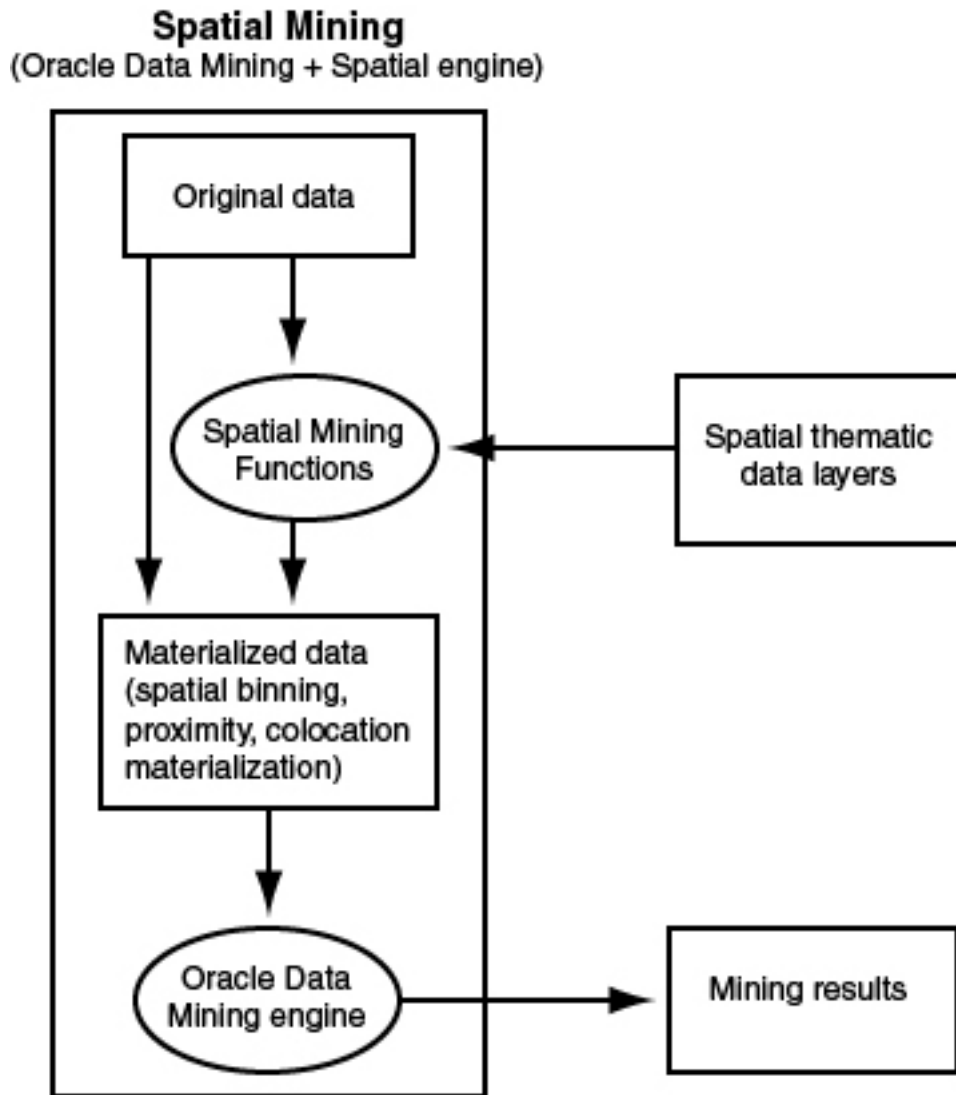 Spatial Mining
(Oracle Data Mining + Spatial engine)
Original data
Spatial Mining
Functions
Spatial thematic
data layers
Materialized data
(spatial binning,
proximity, colocation
materialization)
Oracle Data
Mining engine
Mining results